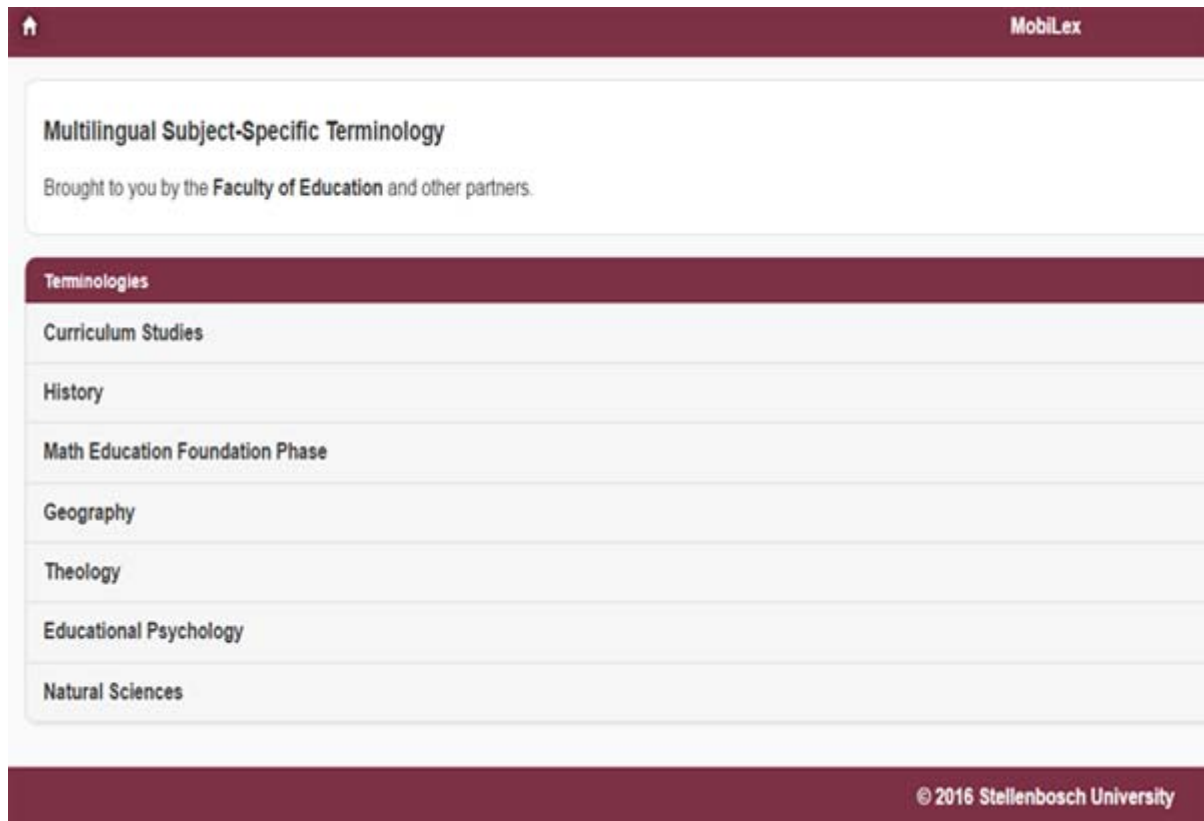 MobiLex
Multilingual Subject-Specific Terminology
Brought to you by the Faculty of Education and other partners.
Terminologies
Curriculum Studies
History
Math Education Foundation Phase
Geography
Theology
Educational Psychology
Natural Sciences
© 2016 Stellenbosch University